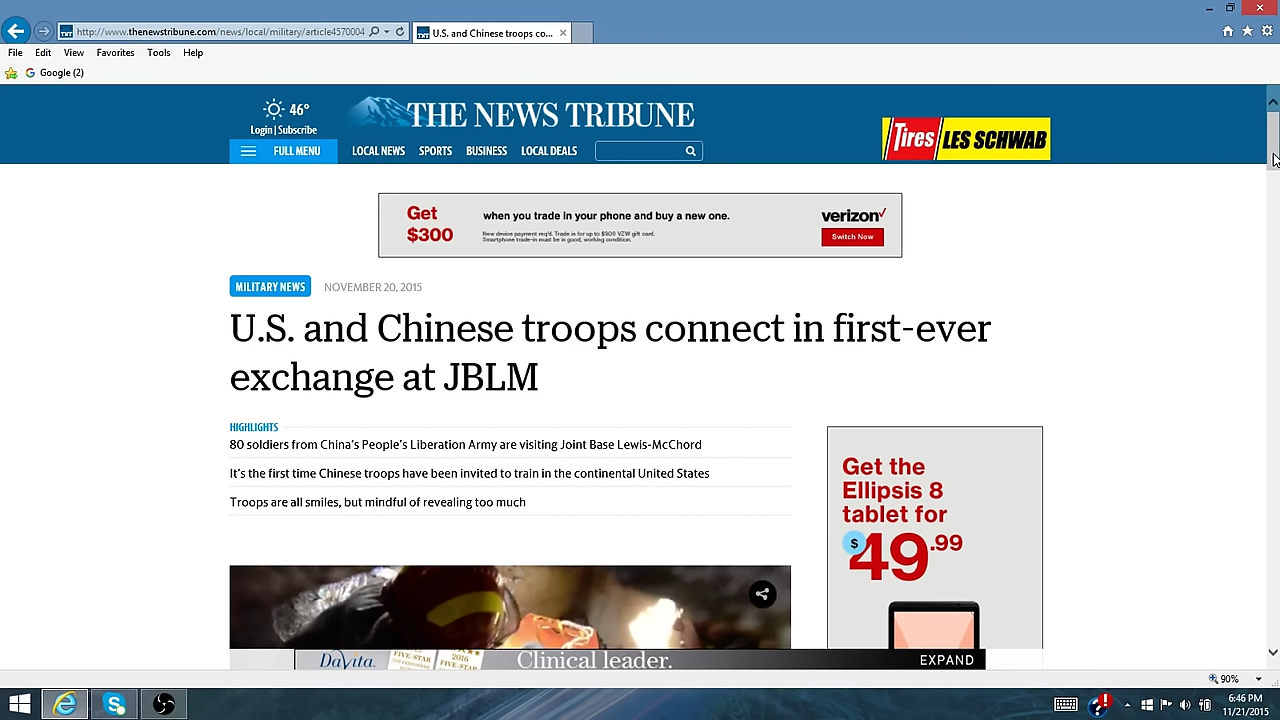 http://www.thenewstribune.com/news/local/military/article4570004
U.S. and Chinese troops co...
File Edit View Favorites Tools Help
Google (2)
46°
Login | Subscribe
THE NEWS TRIBUNE
FULL MENU
LOCAL NEWS SPORTS BUSINESS LOCAL DEALS
Tires LES SCHWAB
Get $300
when you trade in your phone and buy a new one.
New device payment req'd. Trade in for up to $300 VZW gift card.
Smartphone trade-in must be in good, working condition.
verizon
Switch Now
MILITARY NEWS NOVEMBER 20, 2015
U.S. and Chinese troops connect in first-ever
exchange at JBLM
HIGHLIGHTS
80 soldiers from China's People's Liberation Army are visiting Joint Base Lewis-McChord
It's the first time Chinese troops have been invited to train in the continental United States
Troops are all smiles, but mindful of revealing too much
Get the
Ellipsis 8
tablet for
$49.99
DaVita.
FIVE-STAR
2016
FIVE-STAR
Clinical leader.
EXPAND
90%
6:46 PM
11/21/2015